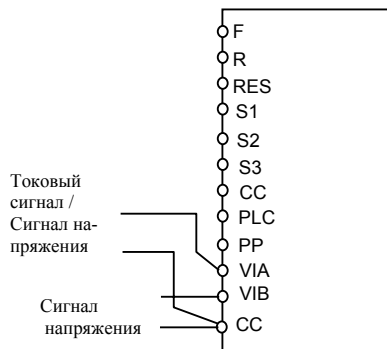 F
R
RES
S1
S2
S3
CC
PLC
PP
VIA
VIB
CC
Токовый
сигнал /
Сигнал на-
пряжения
Сигнал
напряжения